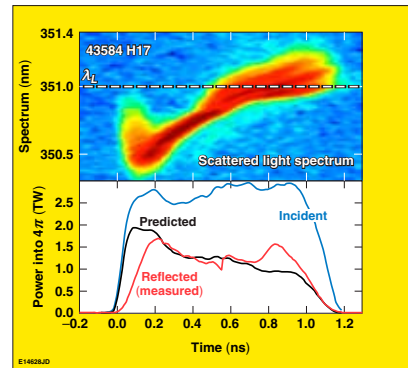 351.4
43584 H17
λL
351.0
Spectrum (nm)
350.5
Scattered light spectrum
2.5
Predicted
Incident
2.0
Power into 4π (TW)
1.5
1.0
Reflected
(measured)
0.5
0.0
−0.2 0.0 0.2 0.4 0.6 0.8 1.0 1.2
Time (ns)
E14628JD